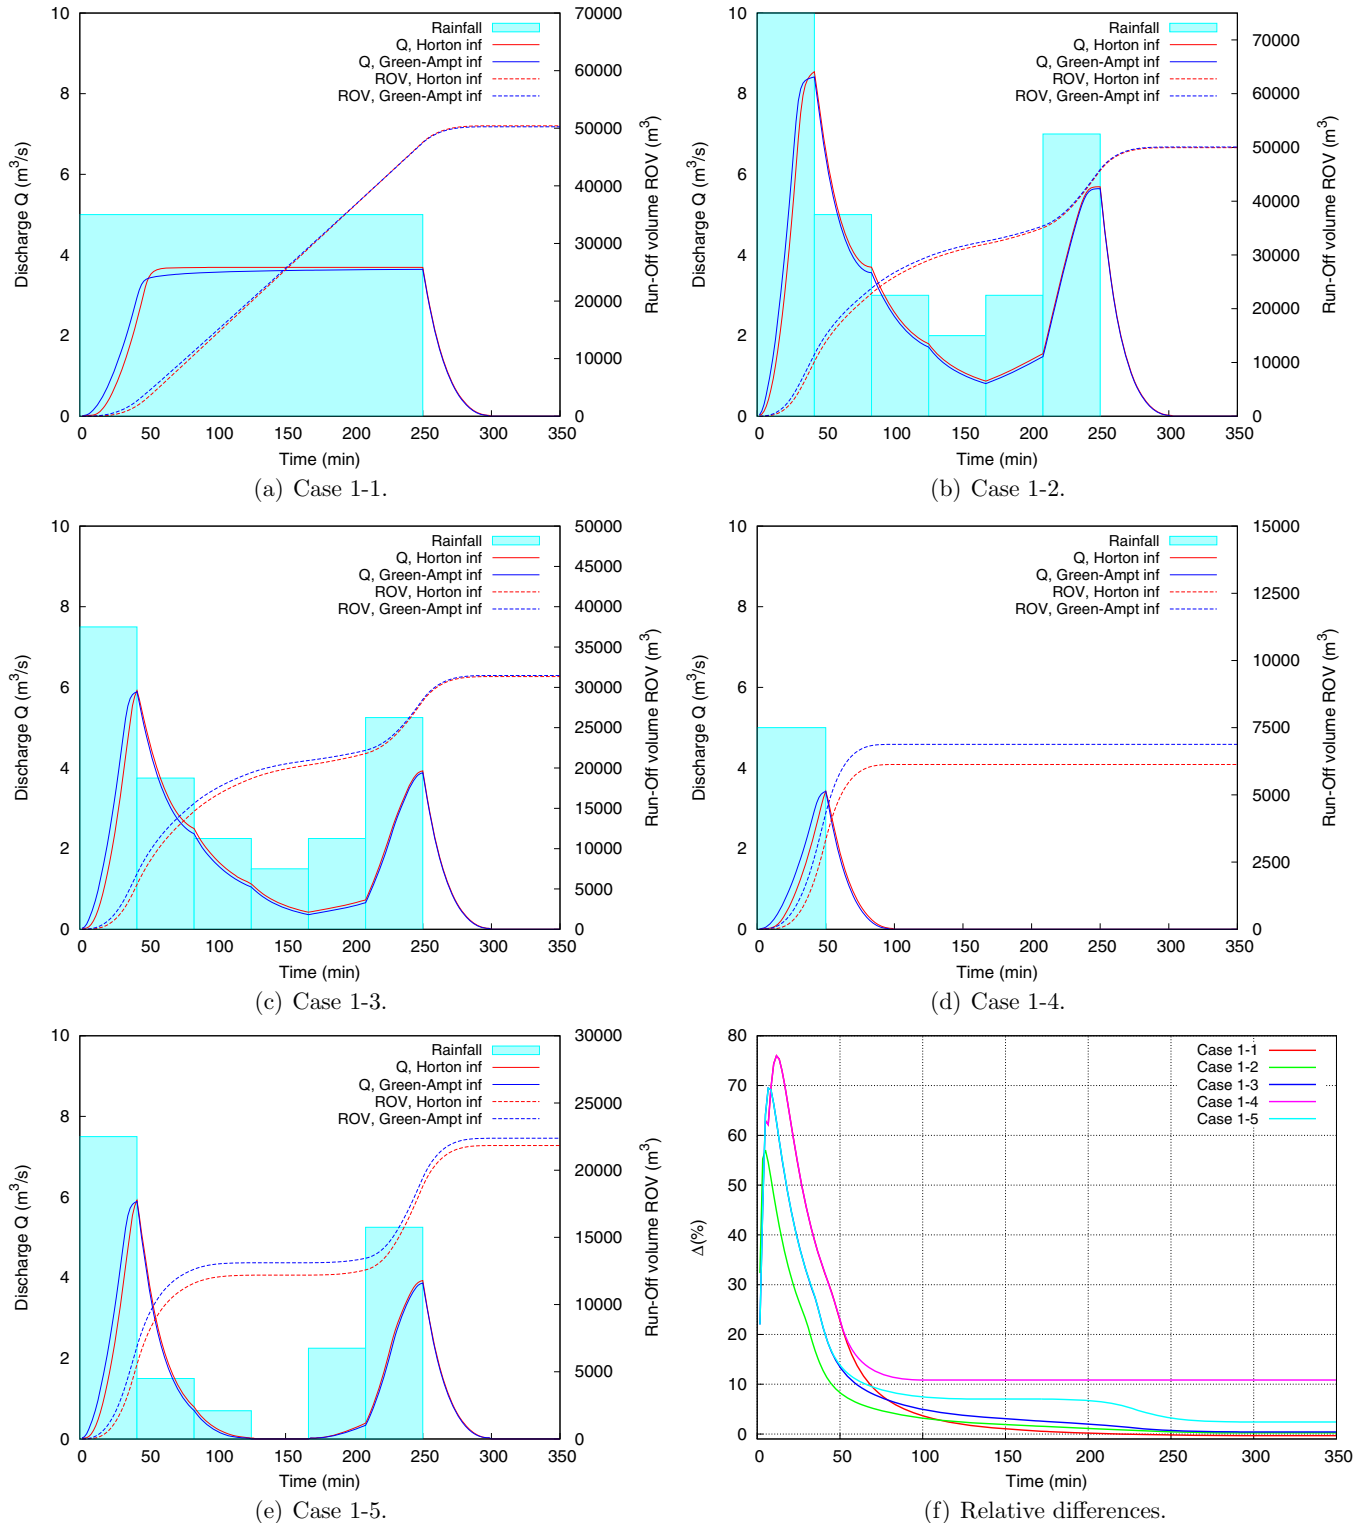 Rainfall
Q, Horton inf
Q, Green-Ampt inf
ROV, Horton inf
ROV, Green-Ampt inf
Discharge Q (m³/s)
10
8
6
4
2
0
Run-Off volume ROV (m³)
70000
60000
50000
40000
30000
20000
10000
0
0 50 100 150 200 250 300 350
Time (min)
(a) Case 1-1.
Rainfall
Q, Horton inf
Q, Green-Ampt inf
ROV, Horton inf
ROV, Green-Ampt inf
Discharge Q (m³/s)
10
8
6
4
2
0
Run-Off volume ROV (m³)
70000
60000
50000
40000
30000
20000
10000
0
0 50 100 150 200 250 300 350
Time (min)
(b) Case 1-2.
Rainfall
Q, Horton inf
Q, Green-Ampt inf
ROV, Horton inf
ROV, Green-Ampt inf
Discharge Q (m³/s)
10
8
6
4
2
0
Run-Off volume ROV (m³)
50000
45000
40000
35000
30000
25000
20000
15000
10000
5000
0
0 50 100 150 200 250 300 350
Time (min)
(c) Case 1-3.
Rainfall
Q, Horton inf
Q, Green-Ampt inf
ROV, Horton inf
ROV, Green-Ampt inf
Discharge Q (m³/s)
10
8
6
4
2
0
Run-Off volume ROV (m³)
15000
12500
10000
7500
5000
2500
0
0 50 100 150 200 250 300 350
Time (min)
(d) Case 1-4.
Rainfall
Q, Horton inf
Q, Green-Ampt inf
ROV, Horton inf
ROV, Green-Ampt inf
Discharge Q (m³/s)
10
8
6
4
2
0
Run-Off volume ROV (m³)
30000
25000
20000
15000
10000
5000
0
0 50 100 150 200 250 300 350
Time (min)
(e) Case 1-5.
Case 1-1
Case 1-2
Case 1-3
Case 1-4
Case 1-5
Δ(%)
80
70
60
50
40
30
20
10
0
0 50 100 150 200 250 300 350
Time (min)
(f) Relative differences.